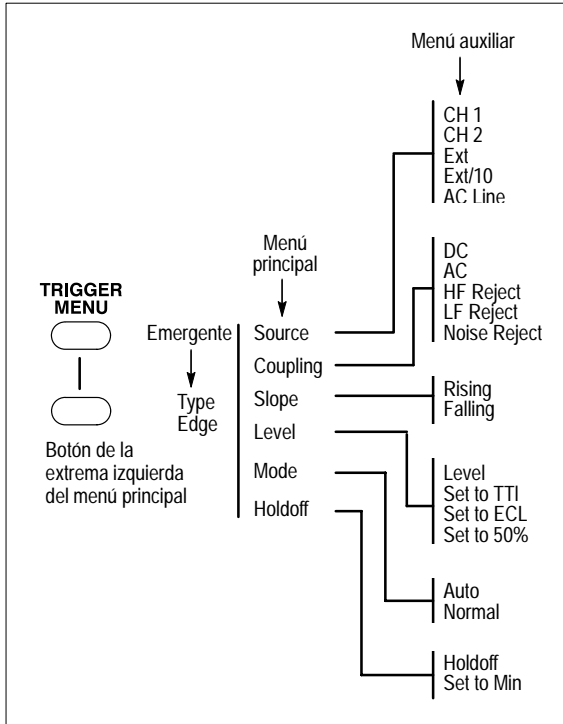 Menú auxiliar
CH 1
CH 2
Ext
Ext/10
AC Line
Menú
principal
DC
AC
HF Reject
LF Reject
Noise Reject
TRIGGER
MENU
Emergente
Type
Edge
Source
Coupling
Slope
Level
Mode
Holdoff
Rising
Falling
Botón de la
extrema izquierda
del menú principal
Level
Set to TTI
Set to ECL
Set to 50%
Auto
Normal
Holdoff
Set to Min